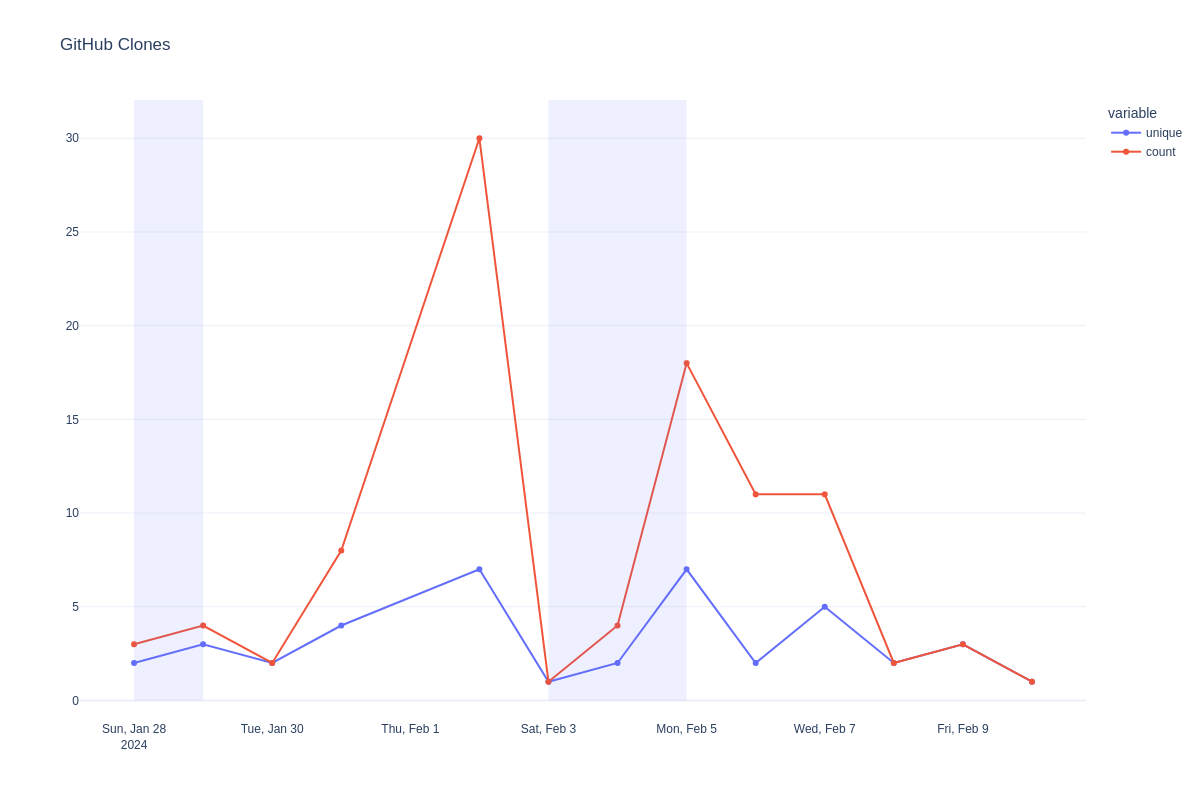 GitHub Clones
variable
unique
count
30
25
20
15
10
5
0
Sun, Jan 28
2024
Tue, Jan 30
Thu, Feb 1
Sat, Feb 3
Mon, Feb 5
Wed, Feb 7
Fri, Feb 9